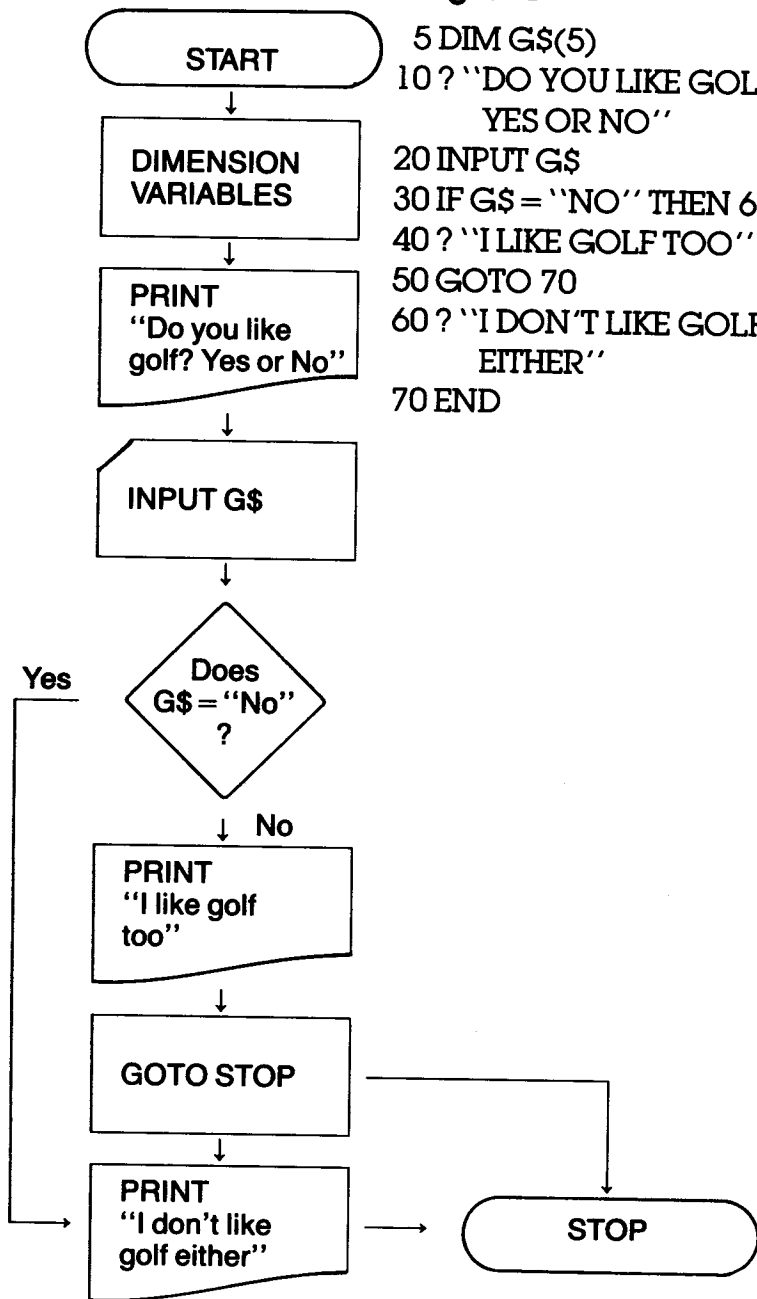 START
DIMENSION
VARIABLES
PRINT
“Do you like
golf? Yes or No”
INPUT G$
Does
G$ = “No”
?
Yes
No
PRINT
“I like golf
too”
GOTO STOP
PRINT
“I don't like
golf either”
STOP
5 DIM G$(5)
10 ? ``DO YOU LIKE
YES OR NO''
20 INPUT G$
30 IF G$ = ``NO'' THEN
40 ? ``I LIKE GOLF TOO''
50 GOTO 70
60 ? ``I DON'T LIKE GOLF
EITHER''
70 END